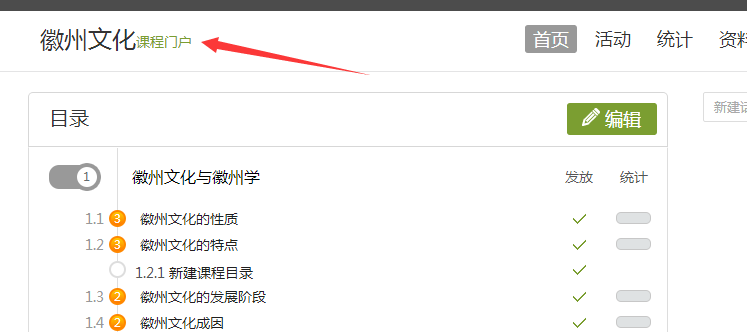 徽州文化课程门户 首页 活动 统计 资料
目录 编辑 新建
1 徽州文化与徽州学 发放 统计
1.1 3 徽州文化的性质
1.2 3 徽州文化的特点
1.2.1 新建课程目录
1.3 2 徽州文化的发展阶段
1.4 2 徽州文化成因